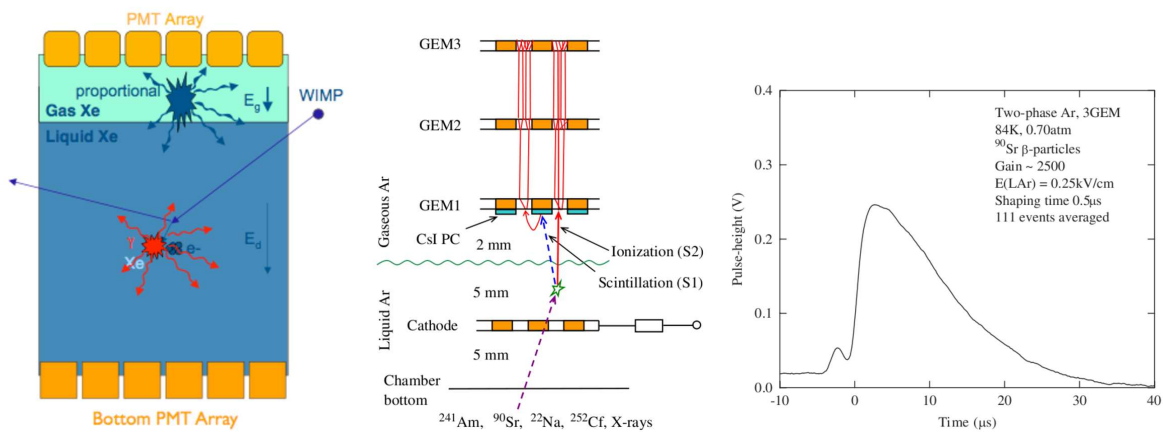 PMT Array
proportional
Gas Xe
E_g
WIMP
Liquid Xe
γ
e-
Xe
E_d
Bottom PMT Array
GEM3
GEM2
Gaseous Ar
GEM1
CsI PC
2 mm
Ionization (S2)
Scintillation (S1)
5 mm
Liquid Ar
Cathode
5 mm
Chamber
bottom
²⁴¹Am, ⁹⁰Sr, ²²Na, ²⁵²Cf, X-rays
Two-phase Ar, 3GEM
84K, 0.70atm
⁹⁰Sr β-particles
Gain ~ 2500
E(LAr) = 0.25kV/cm
Shaping time 0.5μs
111 events averaged
Pulse-height (V)
0.4
0.3
0.2
0.1
0.0
-10 0 10 20 30 40
Time (μs)